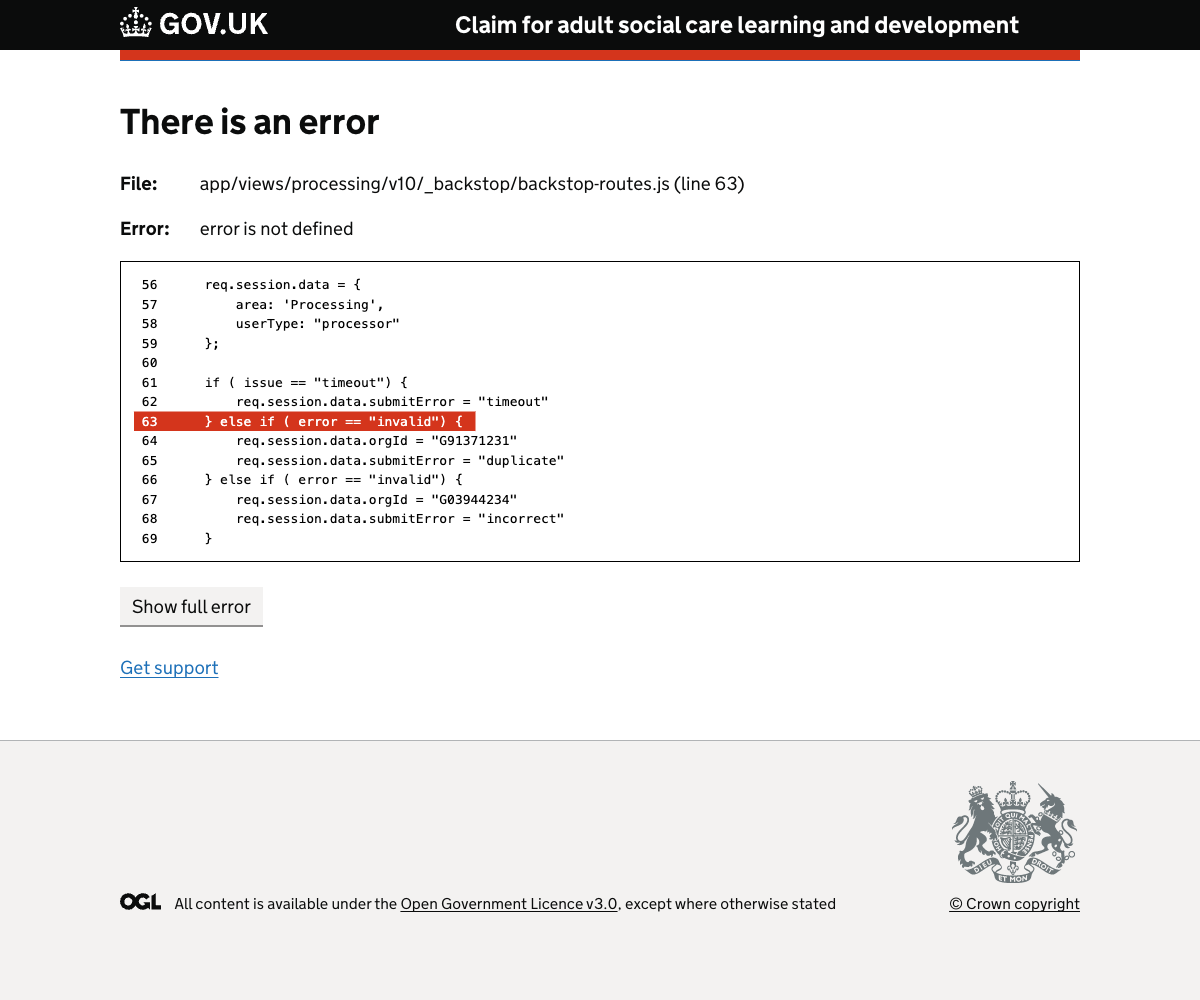 GOV.UK
Claim for adult social care learning and development
There is an error
File: app/views/processing/v10/_backstop/backstop-routes.js (line 63)
Error: error is not defined
56 req.session.data = {
57 area: 'Processing',
58 userType: "processor"
59 };
60
61 if ( issue == "timeout") {
62 req.session.data.submitError = "timeout"
63 } else if ( error == "invalid") {
64 req.session.data.orgId = "G91371231"
65 req.session.data.submitError = "duplicate"
66 } else if ( error == "invalid") {
67 req.session.data.orgId = "G03944234"
68 req.session.data.submitError = "incorrect"
69 }
Show full error
Get support
DIEU ET MON DROIT
OGL All content is available under the Open Government Licence v3.0, except where otherwise stated
© Crown copyright